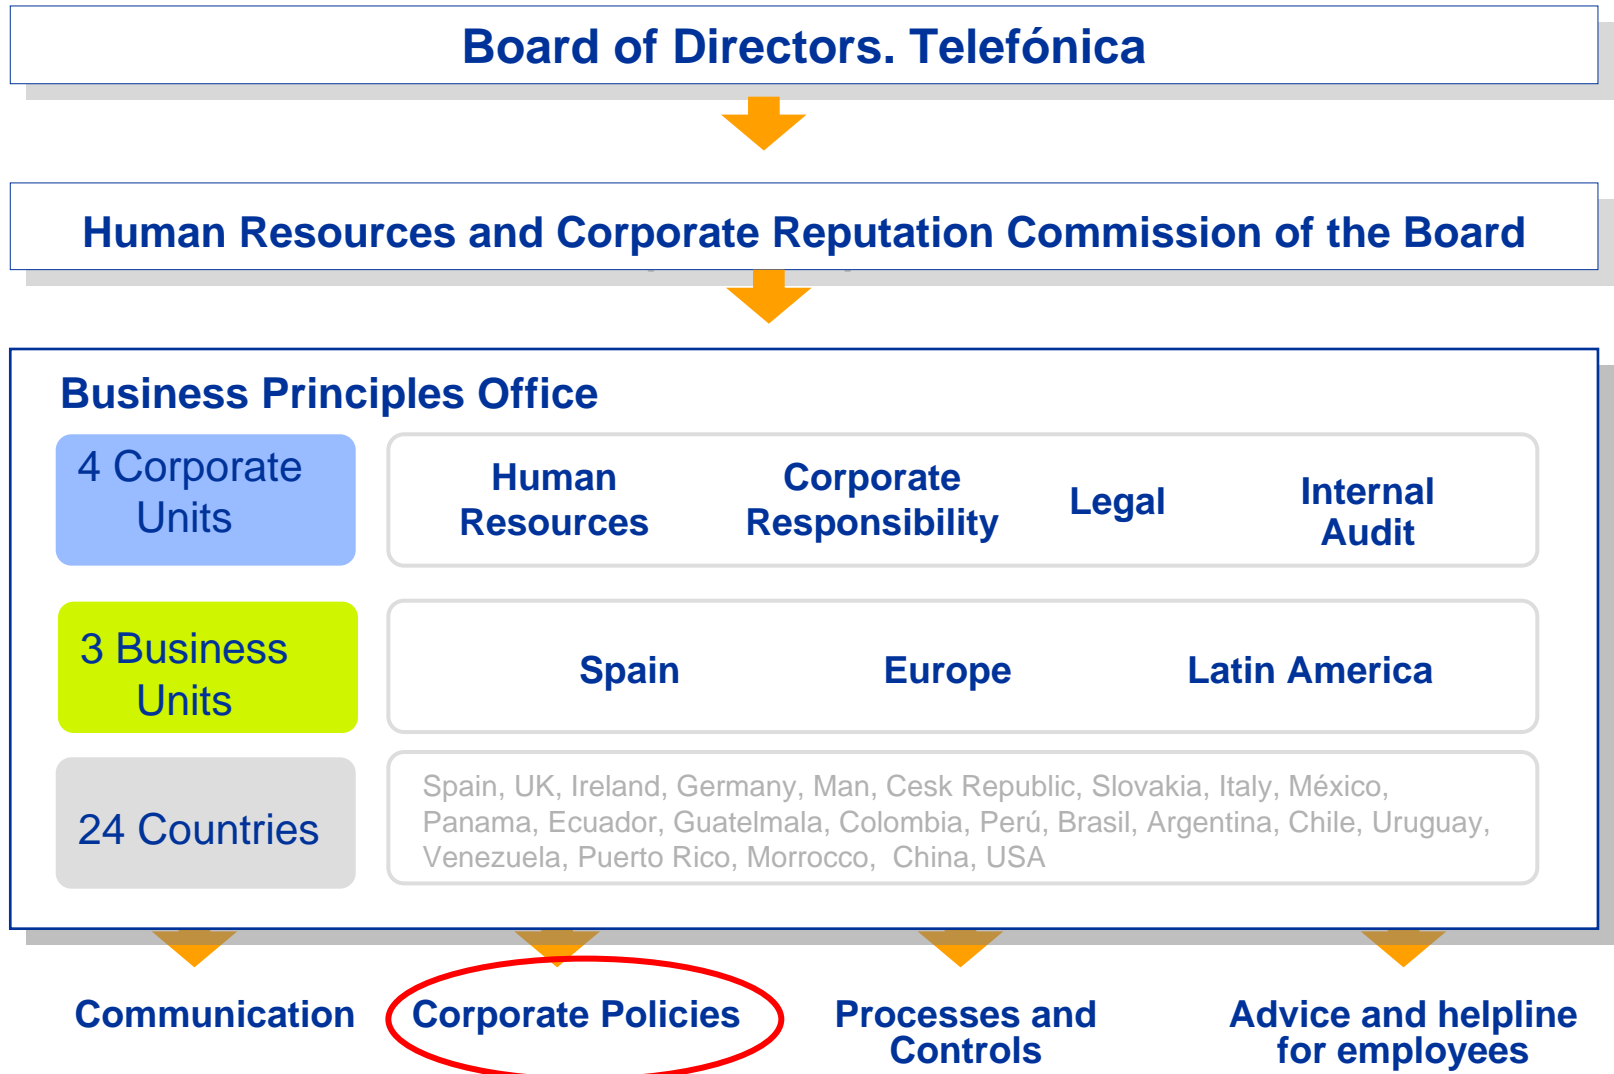 Board of Directors. Telefónica
Human Resources and Corporate Reputation Commission of the Board
Business Principles Office
4 Corporate
Units
Human
Resources
Corporate
Responsibility
Legal
Internal
Audit
3 Business
Units
Spain
Europe
Latin America
24 Countries
Spain, UK, Ireland, Germany, Man, Cesk Republic, Slovakia, Italy, México,
Panama, Ecuador, Guatelmala, Colombia, Perú, Brasil, Argentina, Chile, Uruguay,
Venezuela, Puerto Rico, Morrocco, China, USA
Communication
Corporate Policies
Processes and
Controls
Advice and helpline
for employees